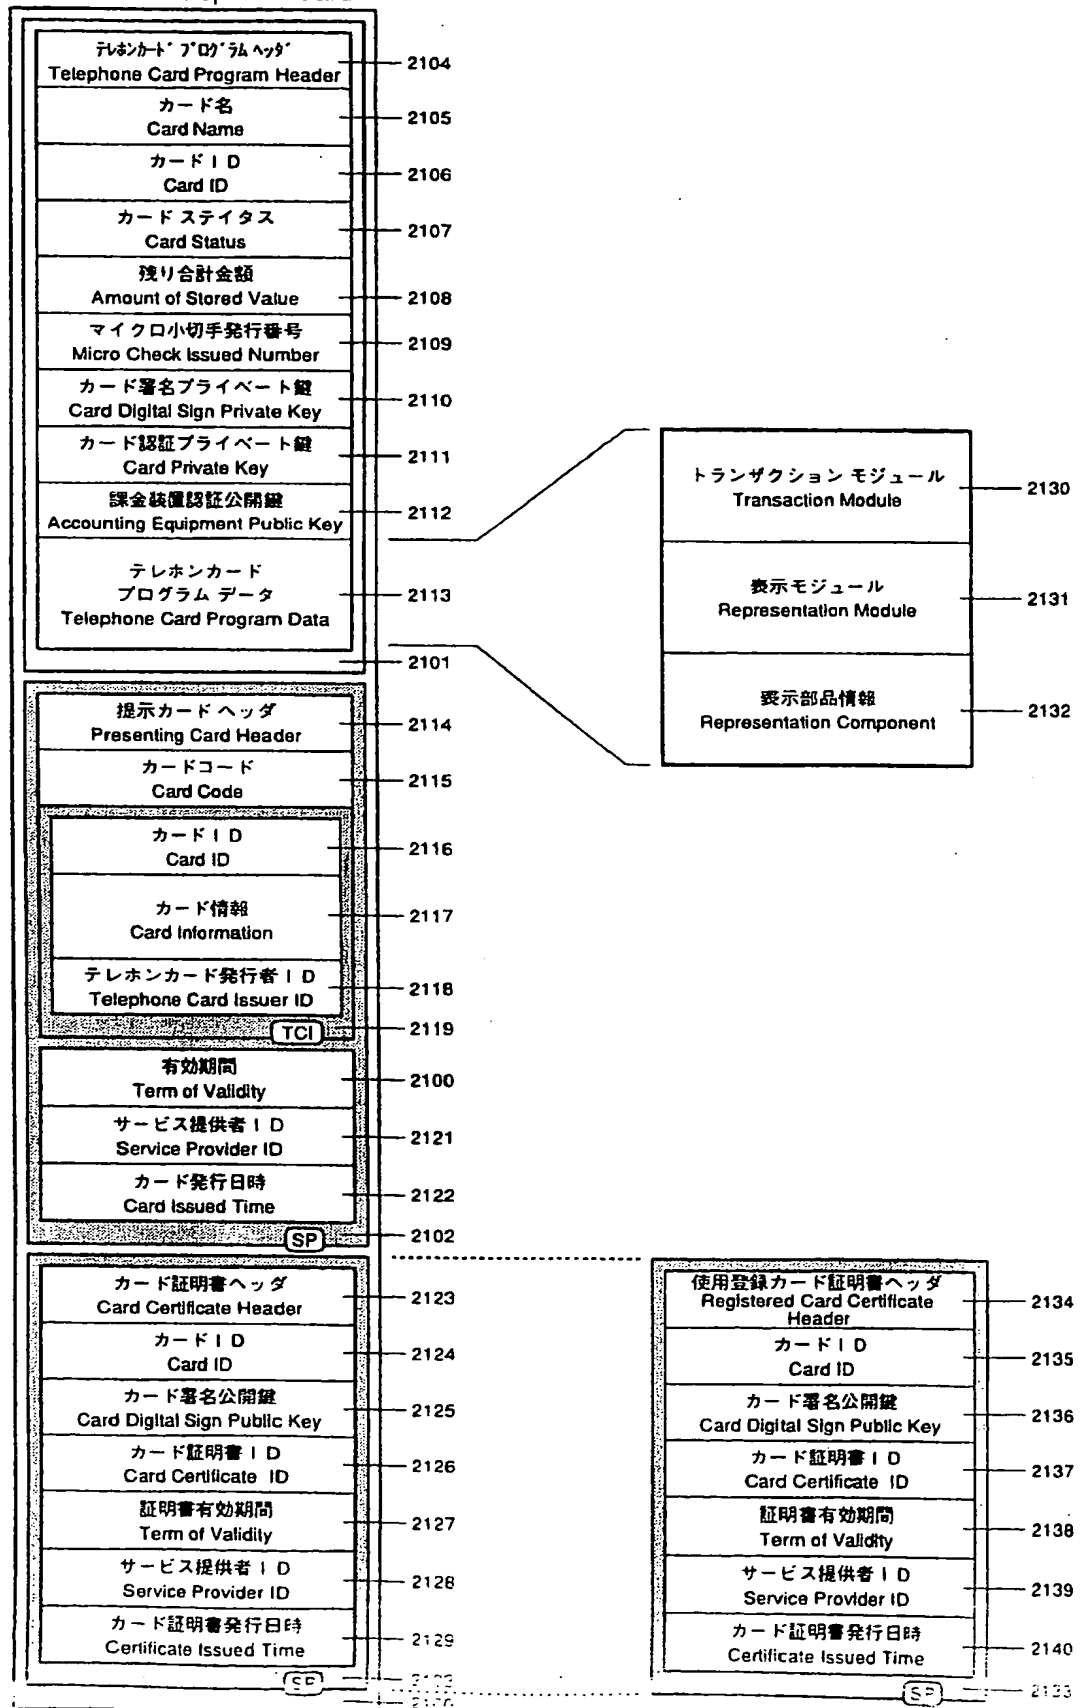 テレホンカード プログラム ヘッダ
Telephone Card Program Header
2104
カード名
Card Name
2105
カードID
Card ID
2106
カード ステイタス
Card Status
2107
残り合計金額
Amount of Stored Value
2108
マイクロ小切手発行番号
Micro Check Issued Number
2109
カード署名プライベート鍵
Card Digital Sign Private Key
2110
カード認証プライベート鍵
Card Private Key
2111
課金装置認証公開鍵
Accounting Equipment Public Key
2112
テレホンカード
プログラム データ
Telephone Card Program Data
2113
2101
トランザクション モジュール
Transaction Module
2130
表示モジュール
Representation Module
2131
表示部品情報
Representation Component
2132
提示カード ヘッダ
Presenting Card Header
2114
カードコード
Card Code
2115
カードID
Card ID
2116
カード情報
Card Information
2117
テレホンカード発行者ID
Telephone Card Issuer ID
2118
TCI
2119
有効期間
Term of Validity
2100
サービス提供者ID
Service Provider ID
2121
カード発行日時
Card Issued Time
2122
SP
2102
カード証明書ヘッダ
Card Certificate Header
2123
カードID
Card ID
2124
カード署名公開鍵
Card Digital Sign Public Key
2125
カード証明書ID
Card Certificate ID
2126
証明書有効期間
Term of Validity
2127
サービス提供者ID
Service Provider ID
2128
カード証明書発行日時
Certificate Issued Time
2129
SP
使用登録カード証明書ヘッダ
Registered Card Certificate
Header
2134
カードID
Card ID
2135
カード署名公開鍵
Card Digital Sign Public Key
2136
カード証明書ID
Card Certificate ID
2137
証明書有効期間
Term of Validity
2138
サービス提供者ID
Service Provider ID
2139
カード証明書発行日時
Certificate Issued Time
2140
SP
2133